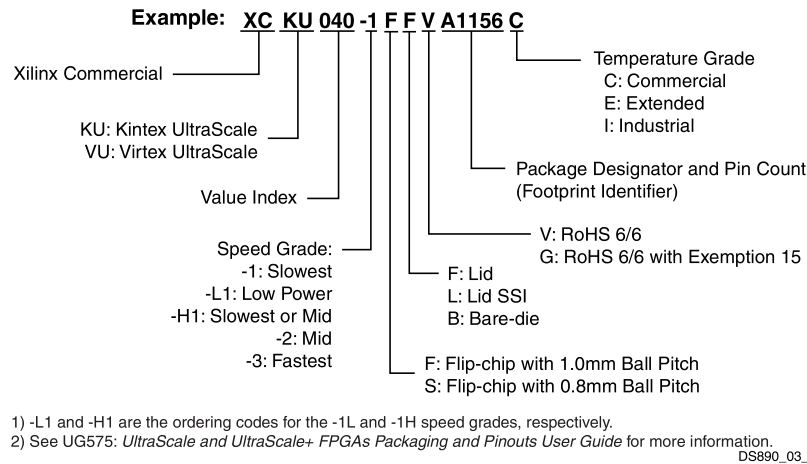 Example: XC KU 040 -1 F F V A1156 C
Xilinx Commercial
KU: Kintex UltraScale
VU: Virtex UltraScale
Value Index
Speed Grade:
-1: Slowest
-L1: Low Power
-H1: Slowest or Mid
-2: Mid
-3: Fastest
Temperature Grade
C: Commercial
E: Extended
I: Industrial
Package Designator and Pin Count
(Footprint Identifier)
V: RoHS 6/6
G: RoHS 6/6 with Exemption 15
F: Lid
L: Lid SSI
B: Bare-die
F: Flip-chip with 1.0mm Ball Pitch
S: Flip-chip with 0.8mm Ball Pitch
1) -L1 and -H1 are the ordering codes for the -1L and -1H speed grades, respectively.
2) See UG575: UltraScale and UltraScale+ FPGAs Packaging and Pinouts User Guide for more information.
DS890_03_